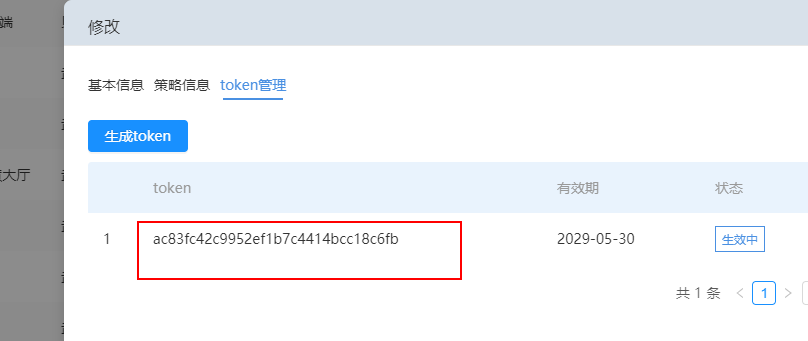 端
修改
基本信息 策略信息 token管理
生成token
token 有效期 状态
大厅
1 ac83fc42c9952ef1b7c4414bcc18c6fb 2029-05-30 生效中
共 1 条 < 1 >